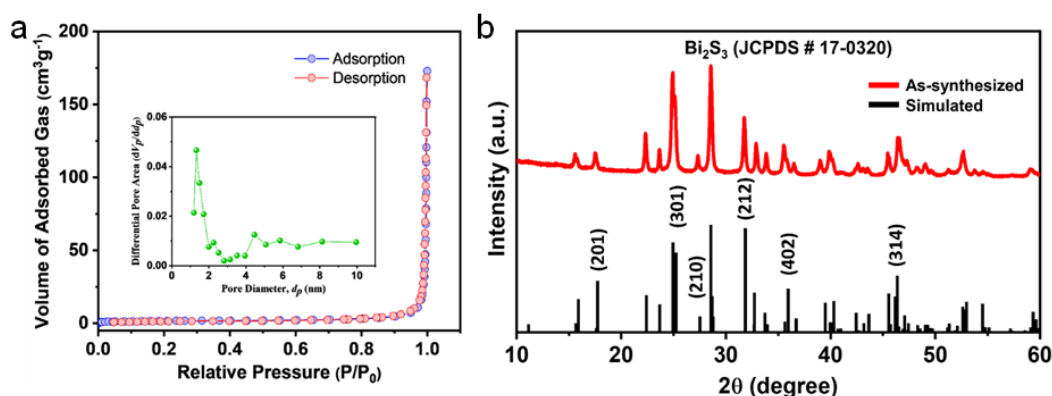 a
Volume of Adsorbed Gas (cm³g⁻¹)
200
150
100
50
0
0.0
0.2
0.4
0.6
0.8
1.0
Relative Pressure (P/P₀)
Adsorption
Desorption
Differential Pore Area (dVₚ/ddₚ)
0.06
0.04
0.02
0.00
0
2
4
6
8
10
Pore Diameter, dₚ (nm)
b
Intensity (a.u.)
Bi₂S₃ (JCPDS # 17-0320)
As-synthesized
Simulated
(201)
(301)
(210)
(212)
(402)
(314)
10
20
30
40
50
60
2θ (degree)